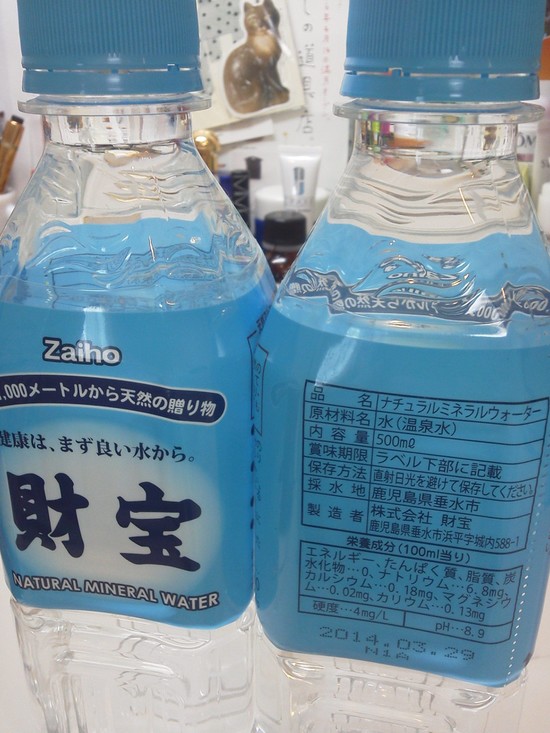 Zaiho
,000メートルから天然の贈り物
健康は、まず良い水から。
財宝
NATURAL MINERAL WATER
品名 ナチュラルミネラルウォーター
原材料名 水(温泉水)
内容量 500mℓ
賞味期限 ラベル下部に記載
保存方法 直射日光を避けて保存してください。
採水地 鹿児島県垂水市
製造者 株式会社 財宝
鹿児島県垂水市浜平字城内588-1
栄養成分(100ml当り)
エネルギー、たんぱく質、脂質、炭
水化物…0、ナトリウム…6.8mg、
カルシウム…0.18mg、マグネシウ
ム…0.02mg、カリウム…0.13mg
硬度…4mg/L pH…8.9
2014.03.29
N1A